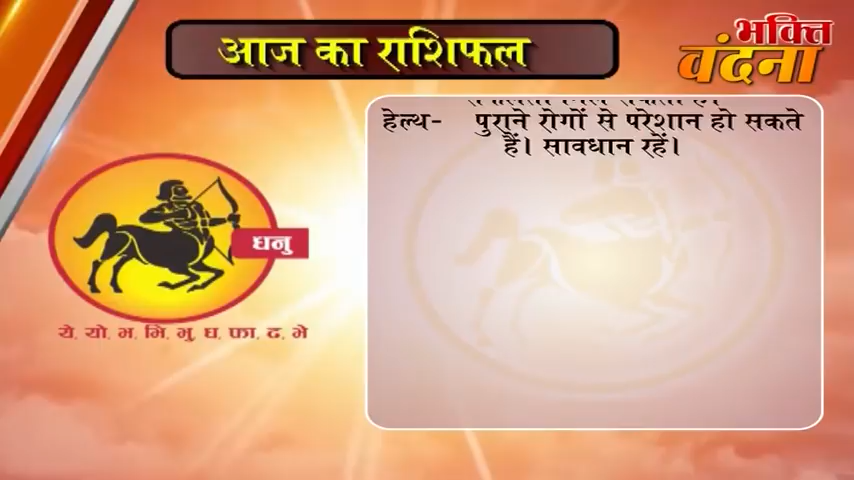 आज का राशिफल
भक्ति
वंदना
हेल्थ- पुराने रोगों से परेशान हो सकते
हैं। सावधान रहें।
धनु
ये, यो, भ, भि, भु, ध, फा, ढ, भे